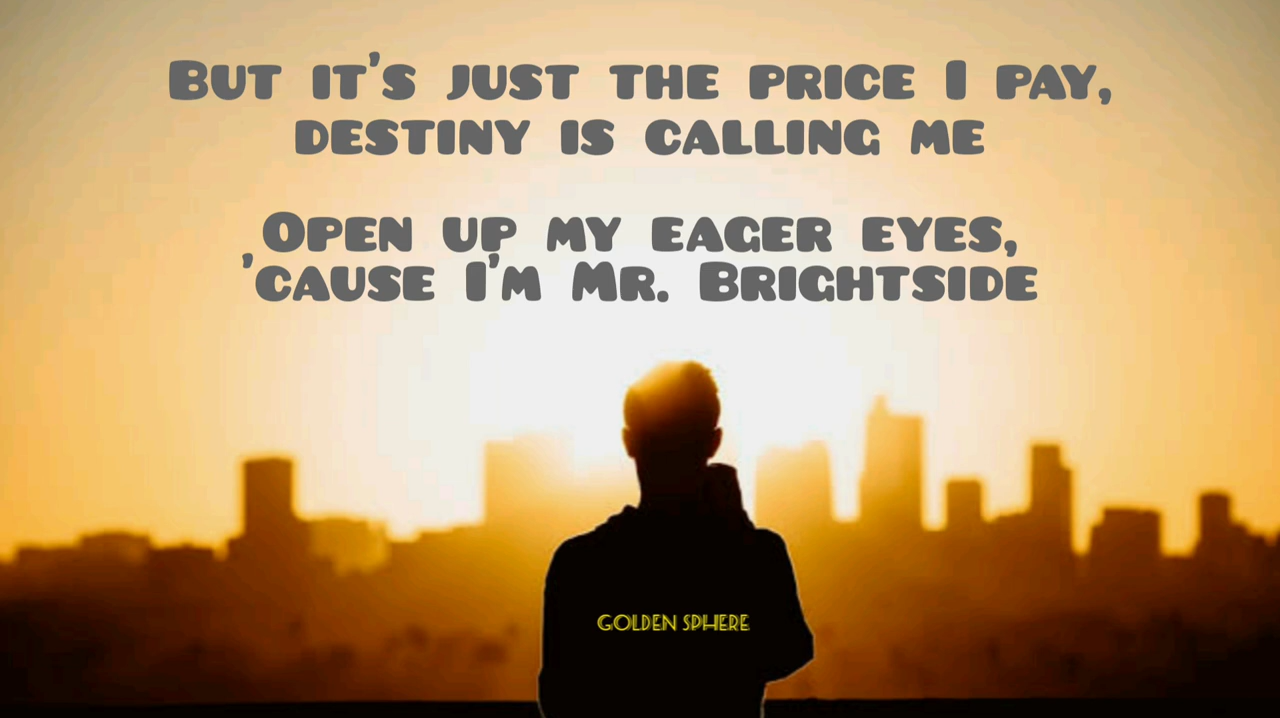 But it's just the price I pay,
destiny is calling me
Open up my eager eyes,
'cause I'm Mr. Brightside
GOLDEN SPHERE